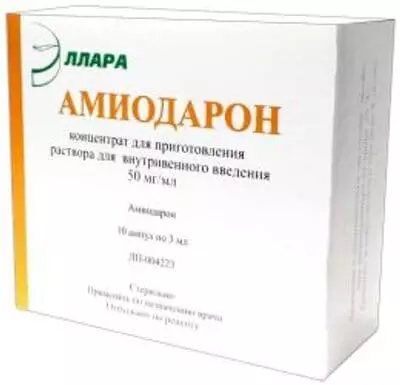 ЭЛЛАРА
АМИОДАРОН
концентрат для приготовления
раствора для внутривенного введения
50 мг/мл
Амиодарон
10 ампул по 3 мл
ЛП-004223
Стерильно
Применять по назначению врача
Отпускают по рецепту